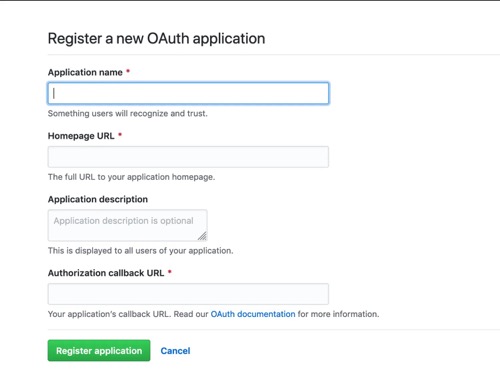 Register a new OAuth application
Application name *
Something users will recognize and trust.
Homepage URL *
The full URL to your application homepage.
Application description
Application description is optional
This is displayed to all users of your application.
Authorization callback URL *
Your application's callback URL. Read our OAuth documentation for more information.
Register application Cancel